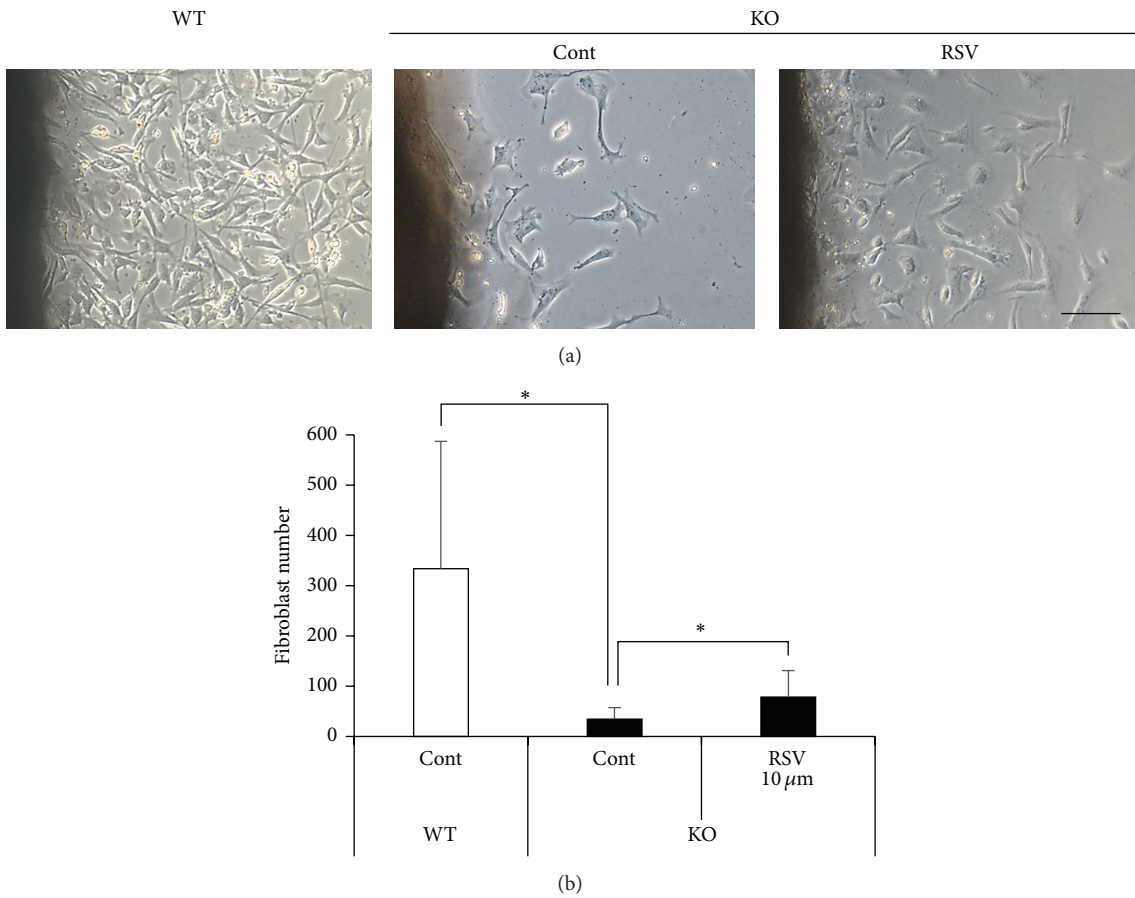 WT
KO
Cont
RSV
(a)
*
600
500
400
300
200
100
0
Fibroblast number
*
Cont
Cont
RSV
10 μm
WT
KO
(b)